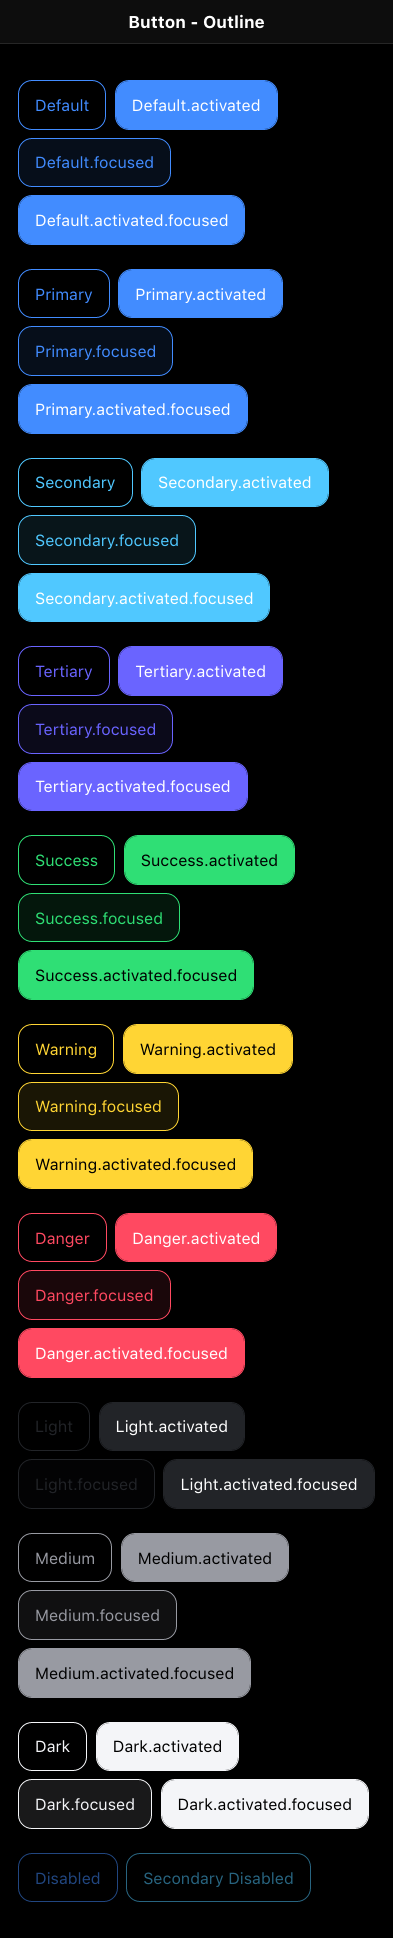 Button - Outline
Default Default.activated
Default.focused
Default.activated.focused
Primary Primary.activated
Primary.focused
Primary.activated.focused
Secondary Secondary.activated
Secondary.focused
Secondary.activated.focused
Tertiary Tertiary.activated
Tertiary.focused
Tertiary.activated.focused
Success Success.activated
Success.focused
Success.activated.focused
Warning Warning.activated
Warning.focused
Warning.activated.focused
Danger Danger.activated
Danger.focused
Danger.activated.focused
Light Light.activated
Light.focused Light.activated.focused
Medium Medium.activated
Medium.focused
Medium.activated.focused
Dark Dark.activated
Dark.focused Dark.activated.focused
Disabled Secondary Disabled